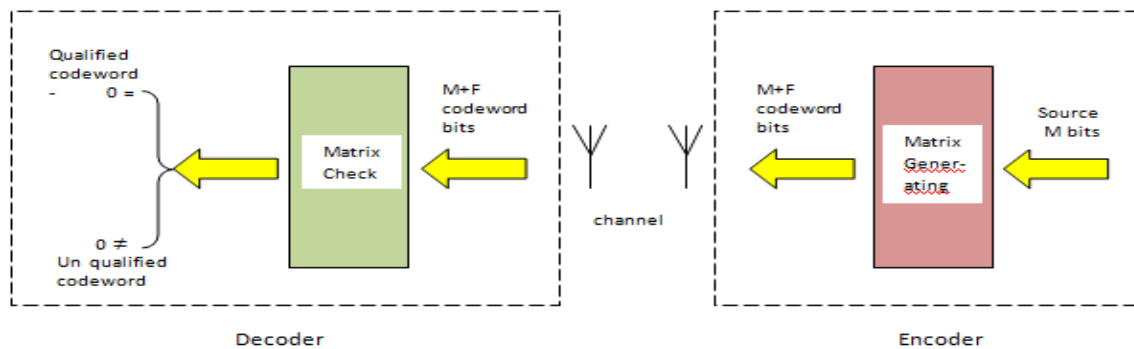 Qualified
codeword
- 0 =
0 ≠
Un qualified
codeword
Matrix
Check
M+F
codeword
bits
channel
M+F
codeword
bits
Matrix
Gener-
ating
Source
M bits
Decoder
Encoder